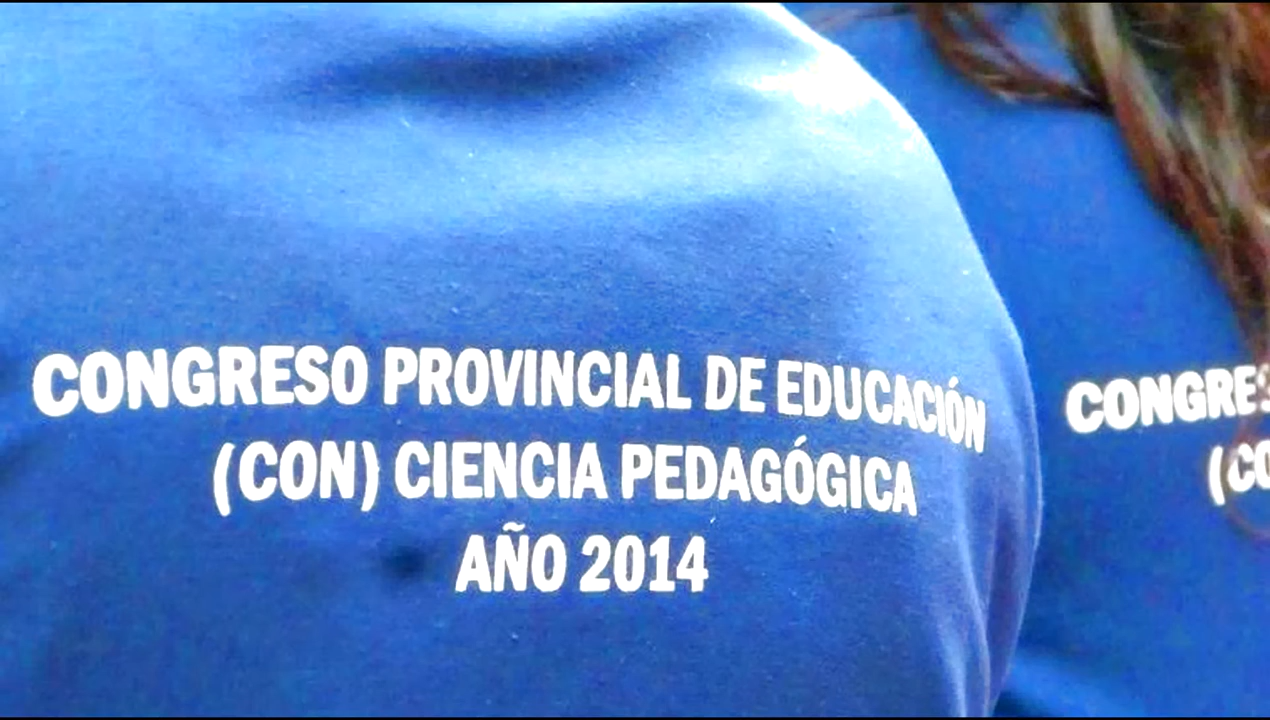 CONGRESO PROVINCIAL DE EDUCACIÓN
(CON) CIENCIA PEDAGÓGICA
AÑO 2014